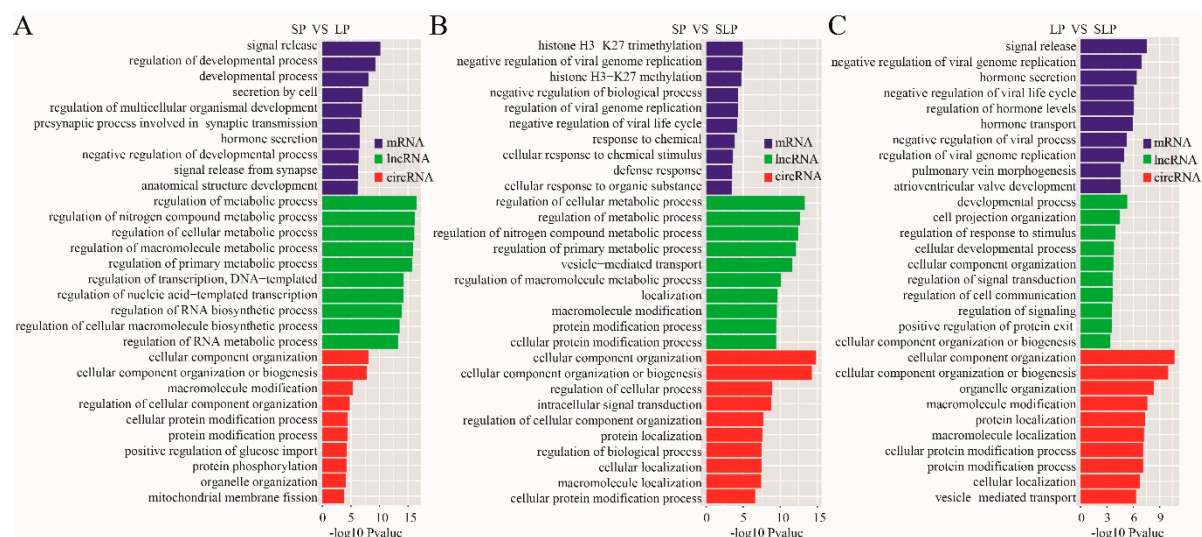 A
SP VS LP
signal release
regulation of developmental process
developmental process
secretion by cell
regulation of multicellular organismal development
presynaptic process involved in synaptic transmission
hormone secretion
negative regulation of developmental process
signal release from synapse
anatomical structure development
regulation of metabolic process
regulation of nitrogen compound metabolic process
regulation of cellular metabolic process
regulation of macromolecule metabolic process
regulation of primary metabolic process
regulation of transcription, DNA-templated
regulation of nucleic acid-templated transcription
regulation of RNA biosynthetic process
regulation of cellular macromolecule biosynthetic process
regulation of RNA metabolic process
cellular component organization
cellular component organization or biogenesis
macromolecule modification
regulation of cellular component organization
cellular protein modification process
protein modification process
positive regulation of glucose import
protein phosphorylation
organelle organization
mitochondrial membrane fission
mRNA
lncRNA
circRNA
0 5 10 15
-log10 Pvalue
B
SP VS SLP
histone H3 K27 trimethylation
negative regulation of viral genome replication
histone H3-K27 methylation
negative regulation of biological process
regulation of viral genome replication
negative regulation of viral life cycle
response to chemical
cellular response to chemical stimulus
defense response
cellular response to organic substance
regulation of cellular metabolic process
regulation of metabolic process
regulation of nitrogen compound metabolic process
regulation of primary metabolic process
vesicle-mediated transport
regulation of macromolecule metabolic process
localization
macromolecule modification
protein modification process
cellular protein modification process
cellular component organization
cellular component organization or biogenesis
regulation of cellular process
intracellular signal transduction
regulation of cellular component organization
protein localization
regulation of biological process
cellular localization
macromolecule localization
cellular protein modification process
mRNA
lncRNA
circRNA
0 5 10 15
-log10 Pvalue
C
LP VS SLP
signal release
negative regulation of viral genome replication
hormone secretion
negative regulation of viral life cycle
regulation of hormone levels
hormone transport
negative regulation of viral process
regulation of viral genome replication
pulmonary vein morphogenesis
atrioventricular valve development
developmental process
cell projection organization
regulation of response to stimulus
cellular developmental process
cellular component organization
regulation of signal transduction
regulation of cell communication
regulation of signaling
positive regulation of protein exit
cellular component organization or biogenesis
cellular component organization
cellular component organization or biogenesis
organelle organization
macromolecule modification
protein localization
macromolecule localization
cellular protein modification process
protein modification process
cellular localization
vesicle mediated transport
mRNA
lncRNA
circRNA
0 3 6 9
-log10 Pvalue